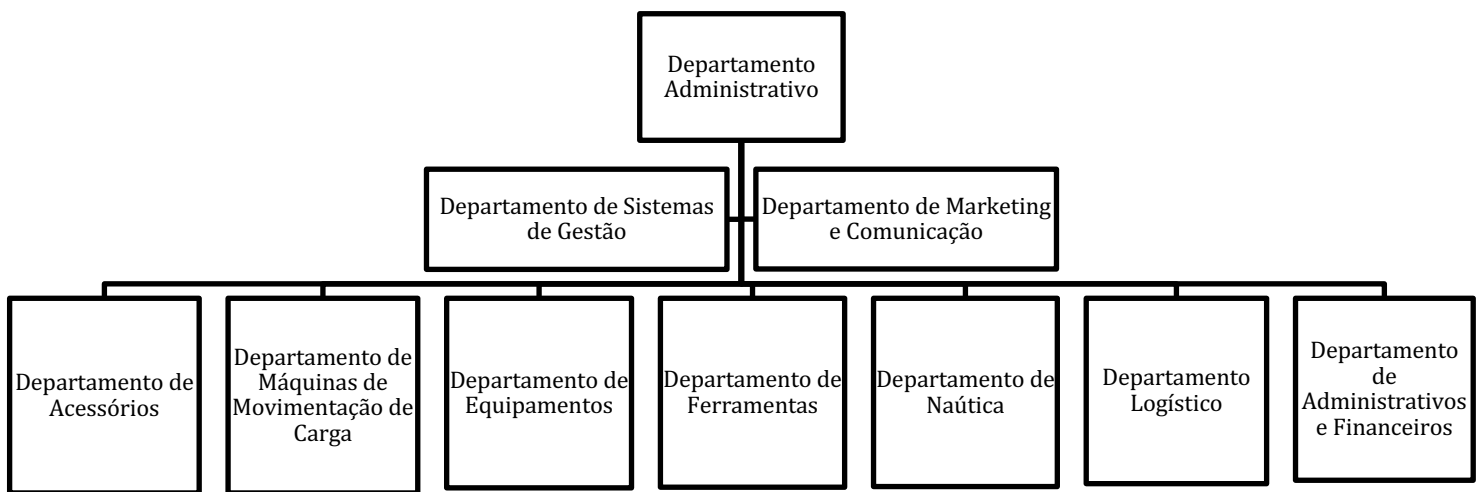 Departamento
Administrativo
Departamento de Sistemas
de Gestão
Departamento de Marketing
e Comunicação
Departamento de
Acessórios
Departamento de
Máquinas de
Movimentação de
Carga
Departamento de
Equipamentos
Departamento de
Ferramentas
Departamento de
Naútica
Departamento
Logístico
Departamento
de
Administrativos
e Financeiros